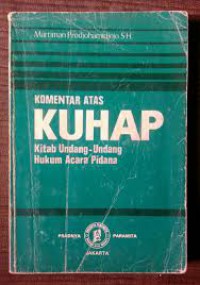 Martiman Prodjohamidjojo, S.H.
KOMENTAR ATAS
KUHAP
Kitab Undang-Undang
Hukum Acara Pidana
PRADNYA PARAMITA
JAKARTA